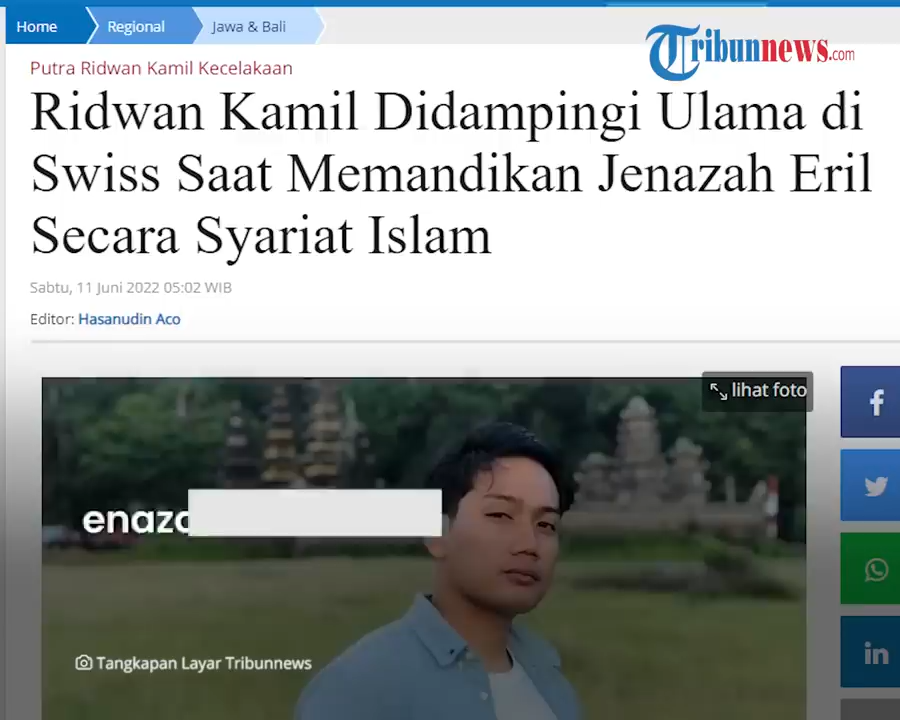 Home Regional Jawa & Bali
Tribunnews.com
Putra Ridwan Kamil Kecelakaan
Ridwan Kamil Didampingi Ulama di
Swiss Saat Memandikan Jenazah Eril
Secara Syariat Islam
Sabtu, 11 Juni 2022 05:02 WIB
Editor: Hasanudin Aco
lihat foto
enaza
Tangkapan Layar Tribunnews